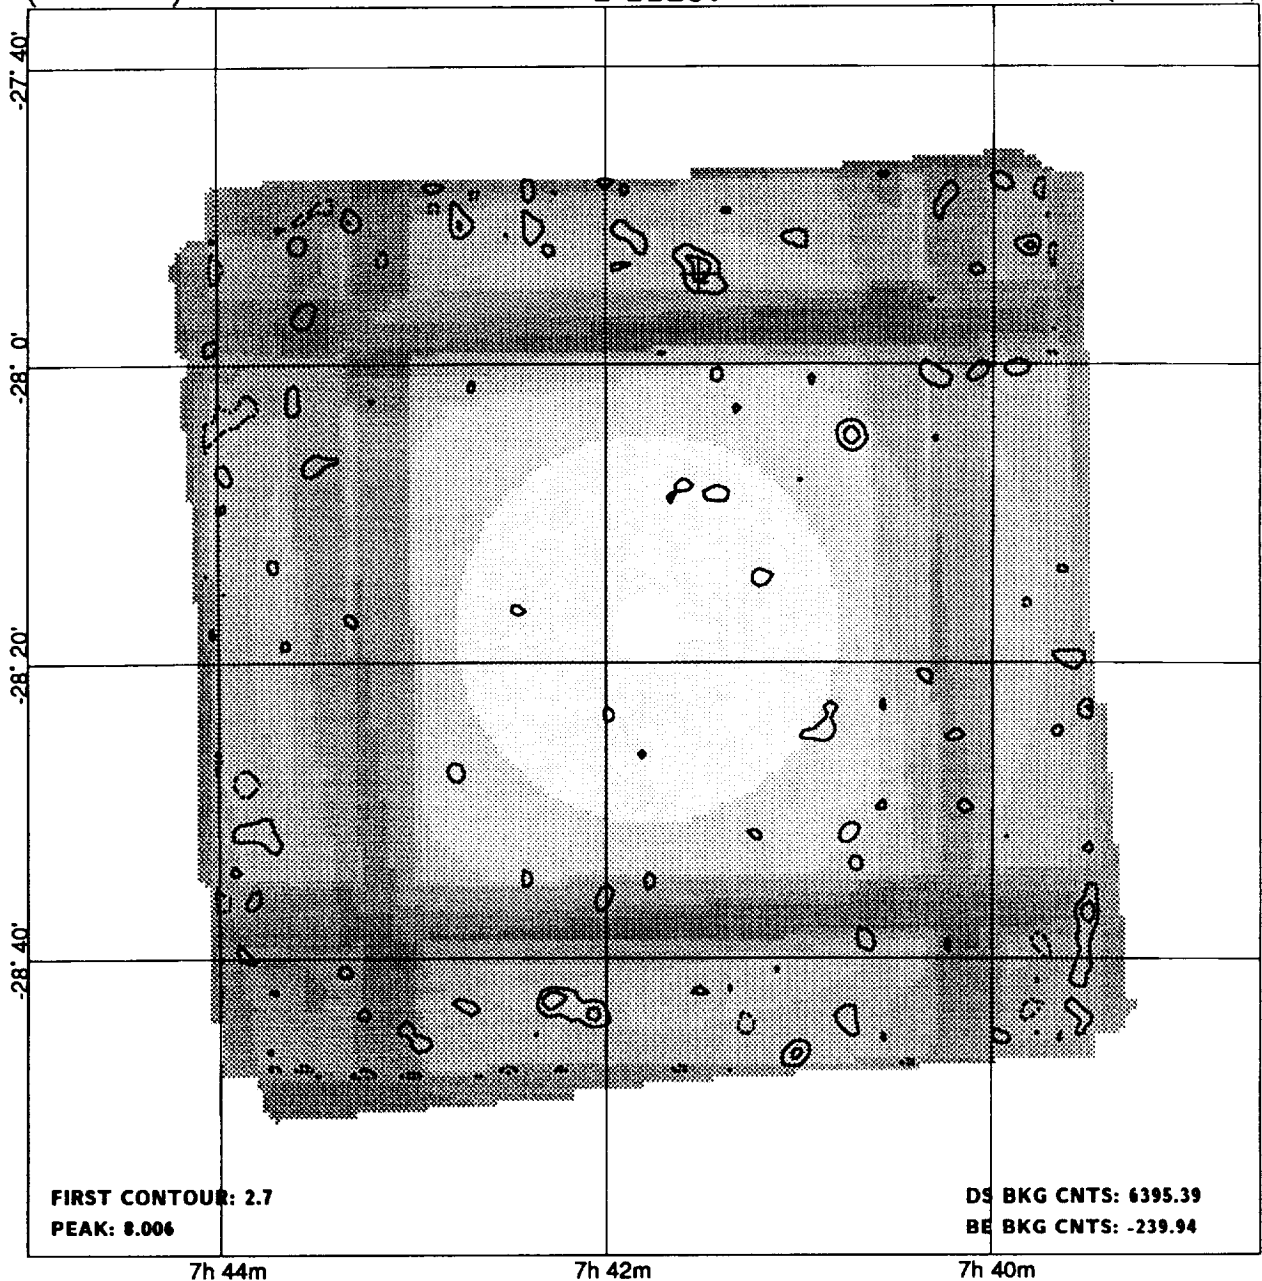 -27° 40'
-28° 0'
-28° 20'
-28° 40'
FIRST CONTOUR: 2.7
PEAK: 8.006
DS BKG CNTS: 6395.39
BE BKG CNTS: -239.94
7h 44m
7h 42m
7h 40m